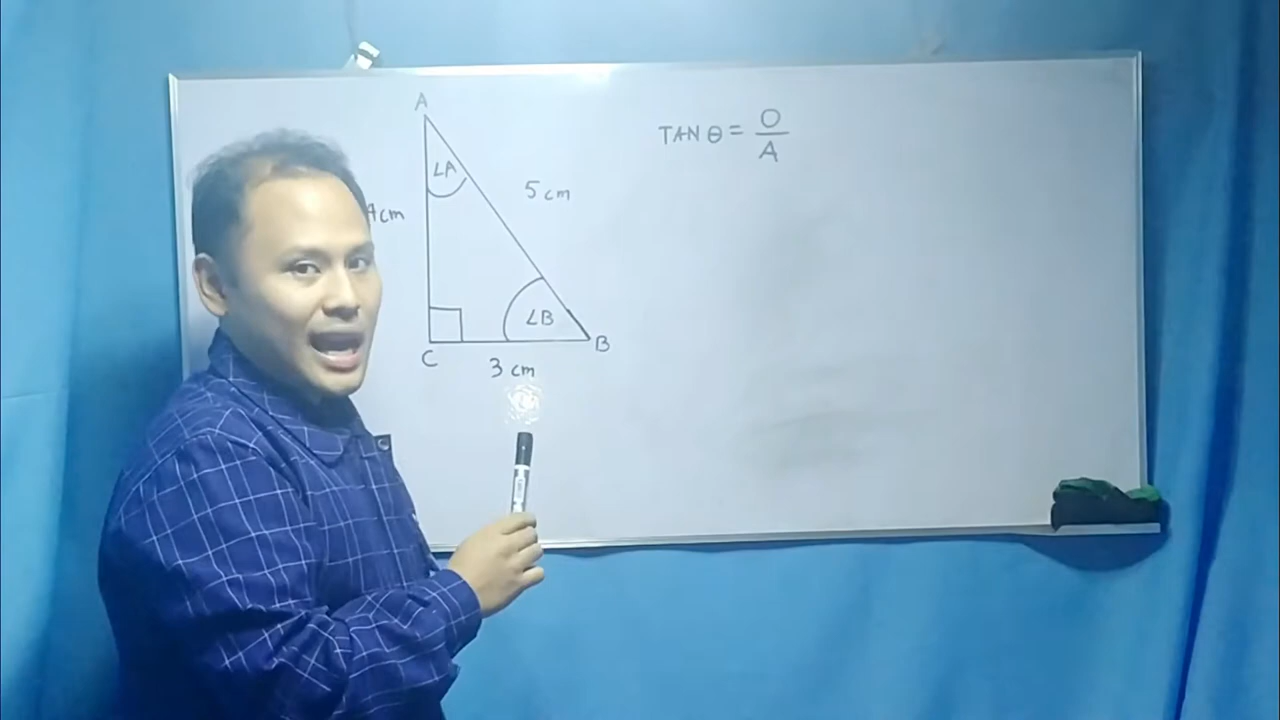 A
∠A
4cm
5 cm
∠B
C
B
3 cm
TAN θ = O/A